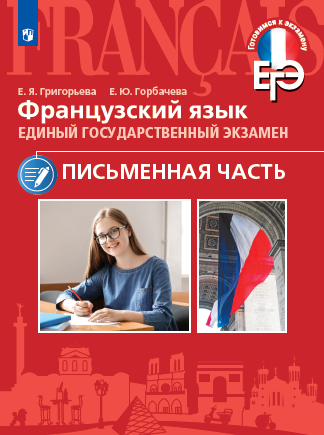 FRANÇAIS
Готовимся к экзамену
ЕГЭ
Е. Я. Григорьева Е. Ю. Горбачева
Французский язык
ЕДИНЫЙ ГОСУДАРСТВЕННЫЙ ЭКЗАМЕН
ПИСЬМЕННАЯ ЧАСТЬ